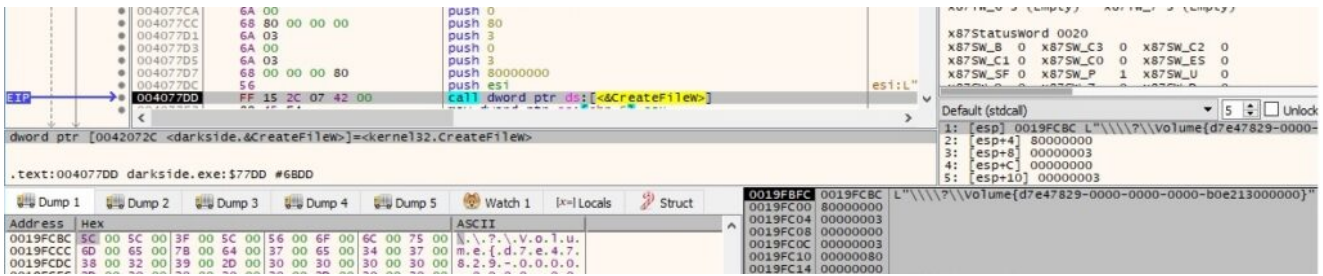 004077CA 6A 00 push 0
004077CC 68 80 00 00 00 push 80
004077D1 6A 03 push 3
004077D3 6A 00 push 0
004077D5 6A 03 push 3
004077D7 68 00 00 00 80 push 80000000
004077DC 56 push esi esi:L"
EIP 004077DD FF 15 2C 07 42 00 call dword ptr ds:[<&CreateFileW>]
dword ptr [0042072C <darkside.&CreateFileW>]=<kernel32.CreateFileW>
.text:004077DD darkside.exe:$77DD #6BDD
x87StatusWord 0020
x87SW_B 0 x87SW_C3 0 x87SW_C2 0
x87SW_C1 0 x87SW_C0 0 x87SW_ES 0
x87SW_SF 0 x87SW_P 1 x87SW_U 0
Default (stdcall) 5 Unlock
1: [esp] 0019FCBC L"\\\\?\\Volume{d7e47829-0000-
2: [esp+4] 80000000
3: [esp+8] 00000003
4: [esp+C] 00000000
5: [esp+10] 00000003
Dump 1 Dump 2 Dump 3 Dump 4 Dump 5 Watch 1 [x=] Locals Struct
Address Hex ASCII
0019FCBC 5C 00 5C 00 3F 00 5C 00 56 00 6F 00 6C 00 75 00 \.\.?.\.V.o.l.u.
0019FCCC 6D 00 65 00 7B 00 64 00 37 00 65 00 34 00 37 00 m.e.{.d.7.e.4.7.
0019FCDC 38 00 32 00 39 00 2D 00 30 00 30 00 30 00 30 00 8.2.9.-.0.0.0.0.
0019FBFC 0019FCBC L"\\\\?\\Volume{d7e47829-0000-0000-0000-b0e213000000}"
0019FC00 80000000
0019FC04 00000003
0019FC08 00000000
0019FC0C 00000003
0019FC10 00000080
0019FC14 00000000